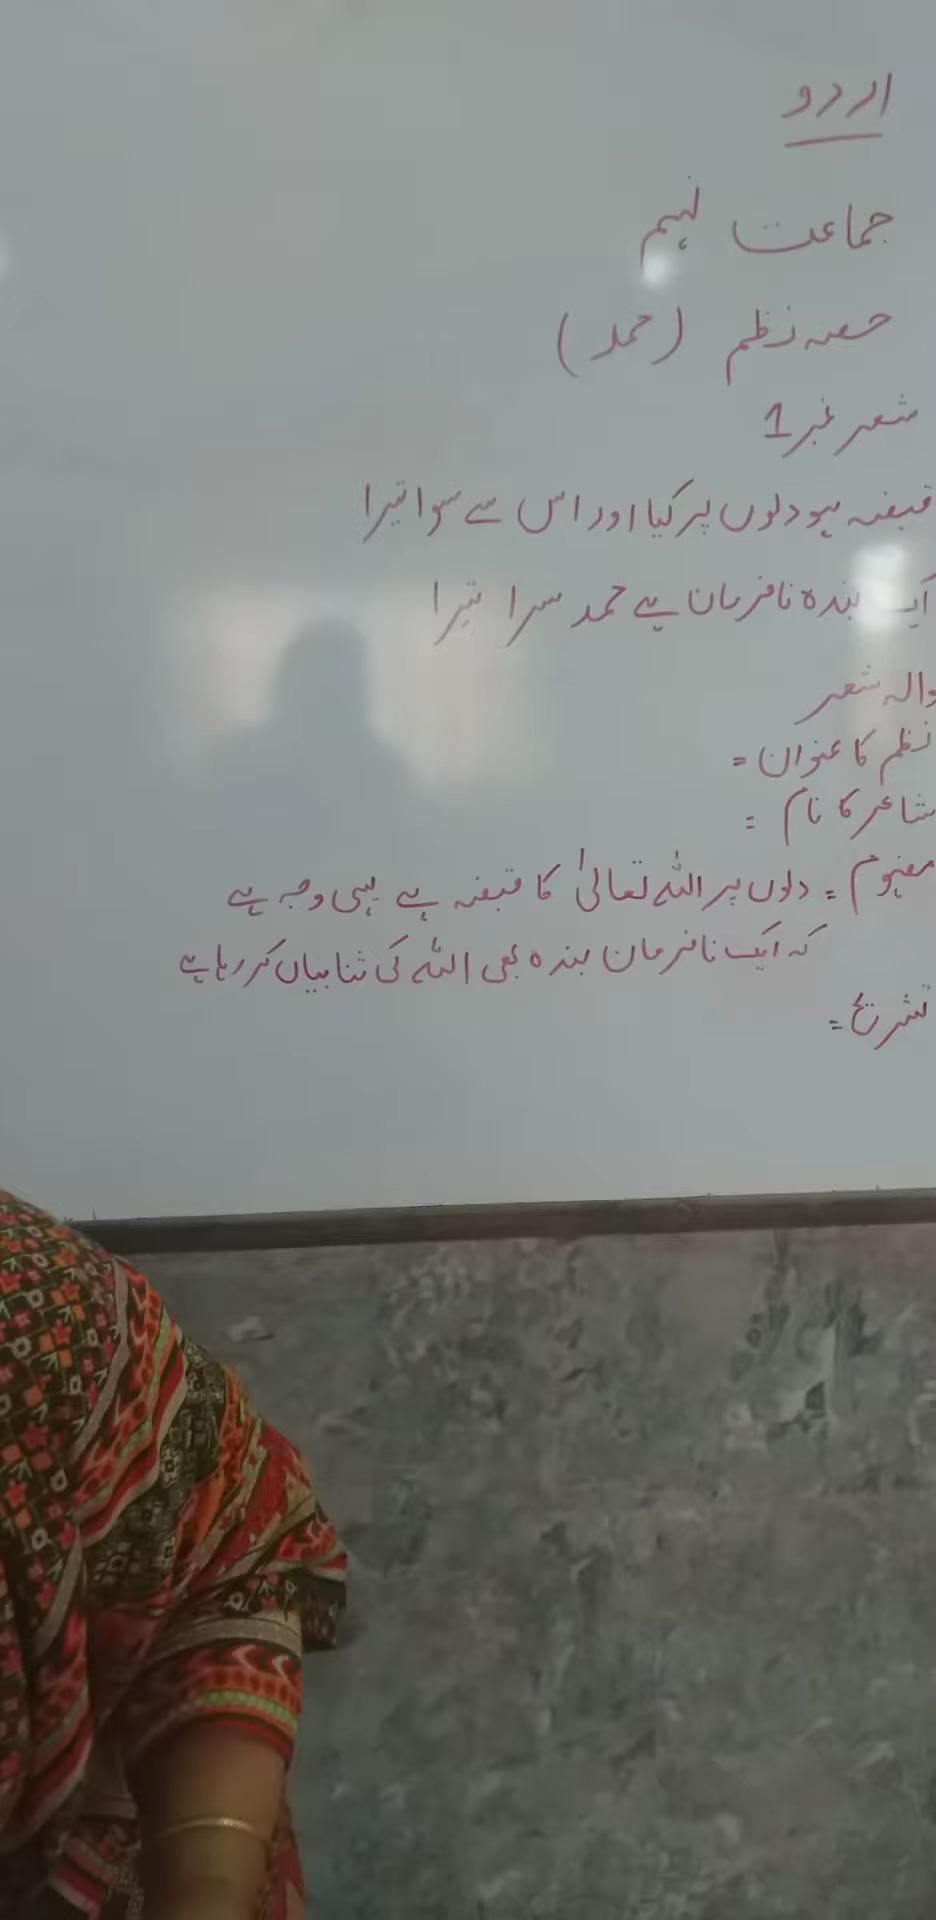 اردو
جماعت نہم
حصہ نظم (حمد)
شعر نمبر 1
قبضہ ہو دلوں پر کیا اور اس سے سوا تیرا
اک بندہ نافرمان ہے حمد سرا تیرا
والہ شعر
نظم کا عنوان =
شاعر کا نام =
مفہوم = دلوں پر اللہ تعالیٰ کا قبضہ ہے یہی وجہ ہے
کہ ایک نافرمان بندہ بھی اللہ کی ثنا بیان کر رہا ہے
تشریح =